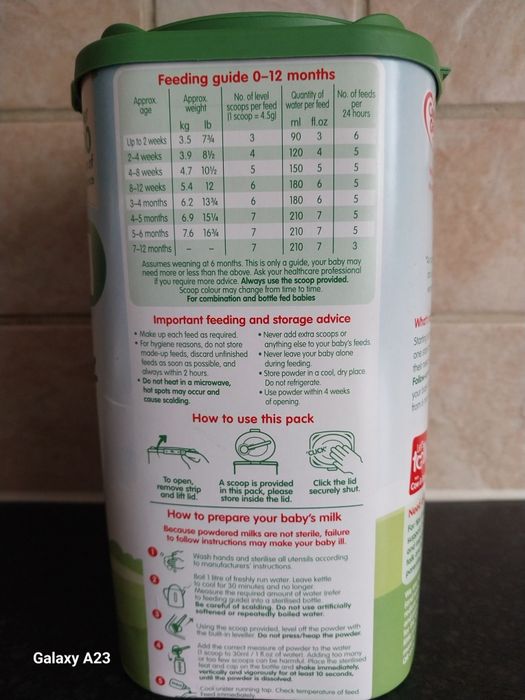 Feeding guide 0–12 months
Approx. age
Approx. weight
No. of level scoops per feed (1 scoop = 4.5g)
Quantity of water per feed
No. of feeds per 24 hours
kg lb ml fl.oz
Up to 2 weeks 3.5 7¾ 3 90 3 6
2–4 weeks 3.9 8½ 4 120 4 5
4–8 weeks 4.7 10½ 5 150 5 5
8–12 weeks 5.4 12 6 180 6 5
3–4 months 6.2 13¾ 6 180 6 5
4–5 months 6.9 15¼ 7 210 7 5
5–6 months 7.6 16¾ 7 210 7 5
7–12 months – – 7 210 7 3
Assumes weaning at 6 months. This is only a guide, your baby may
need more or less than the above. Ask your healthcare professional
if you require more advice. Always use the scoop provided.
Scoop colour may change from time to time.
For combination and bottle fed babies
Important feeding and storage advice
• Make up each feed as required.
• For hygiene reasons, do not store
made-up feeds, discard unfinished
feeds as soon as possible, and
always within 2 hours.
• Do not heat in a microwave,
hot spots may occur and
cause scalding.
• Never add extra scoops or
anything else to your baby's feeds.
• Never leave your baby alone
during feeding.
• Store powder in a cool, dry place.
Do not refrigerate.
• Use powder within 4 weeks
of opening.
How to use this pack
"CLICK"
To open,
remove strip
and lift lid.
A scoop is provided
in this pack, please
store inside the lid.
Click the lid
securely shut.
How to prepare your baby's milk
Because powdered milks are not sterile, failure
to follow instructions may make your baby ill.
1 Wash hands and sterilise all utensils according
to manufacturers' instructions.
2 Boil 1 litre of freshly run water. Leave kettle
to cool for 30 minutes and no longer.
Measure the required amount of water (refer
to feeding guide) into a sterilised bottle.
Be careful of scalding. Do not use artificially
softened or repeatedly boiled water.
3 Using the scoop provided, level off the powder with
the built-in leveller. Do not press/heap the powder.
4 Add the correct measure of powder to the water
(1 scoop to 30ml / 1 fl.oz of water). Adding too many
or too few scoops can be harmful. Place the sterilised
teat and cap on the bottle and shake immediately,
vertically and vigorously for at least 10 seconds,
until the powder is dissolved.
5 Cool under running tap. Check temperature of feed
Galaxy A23